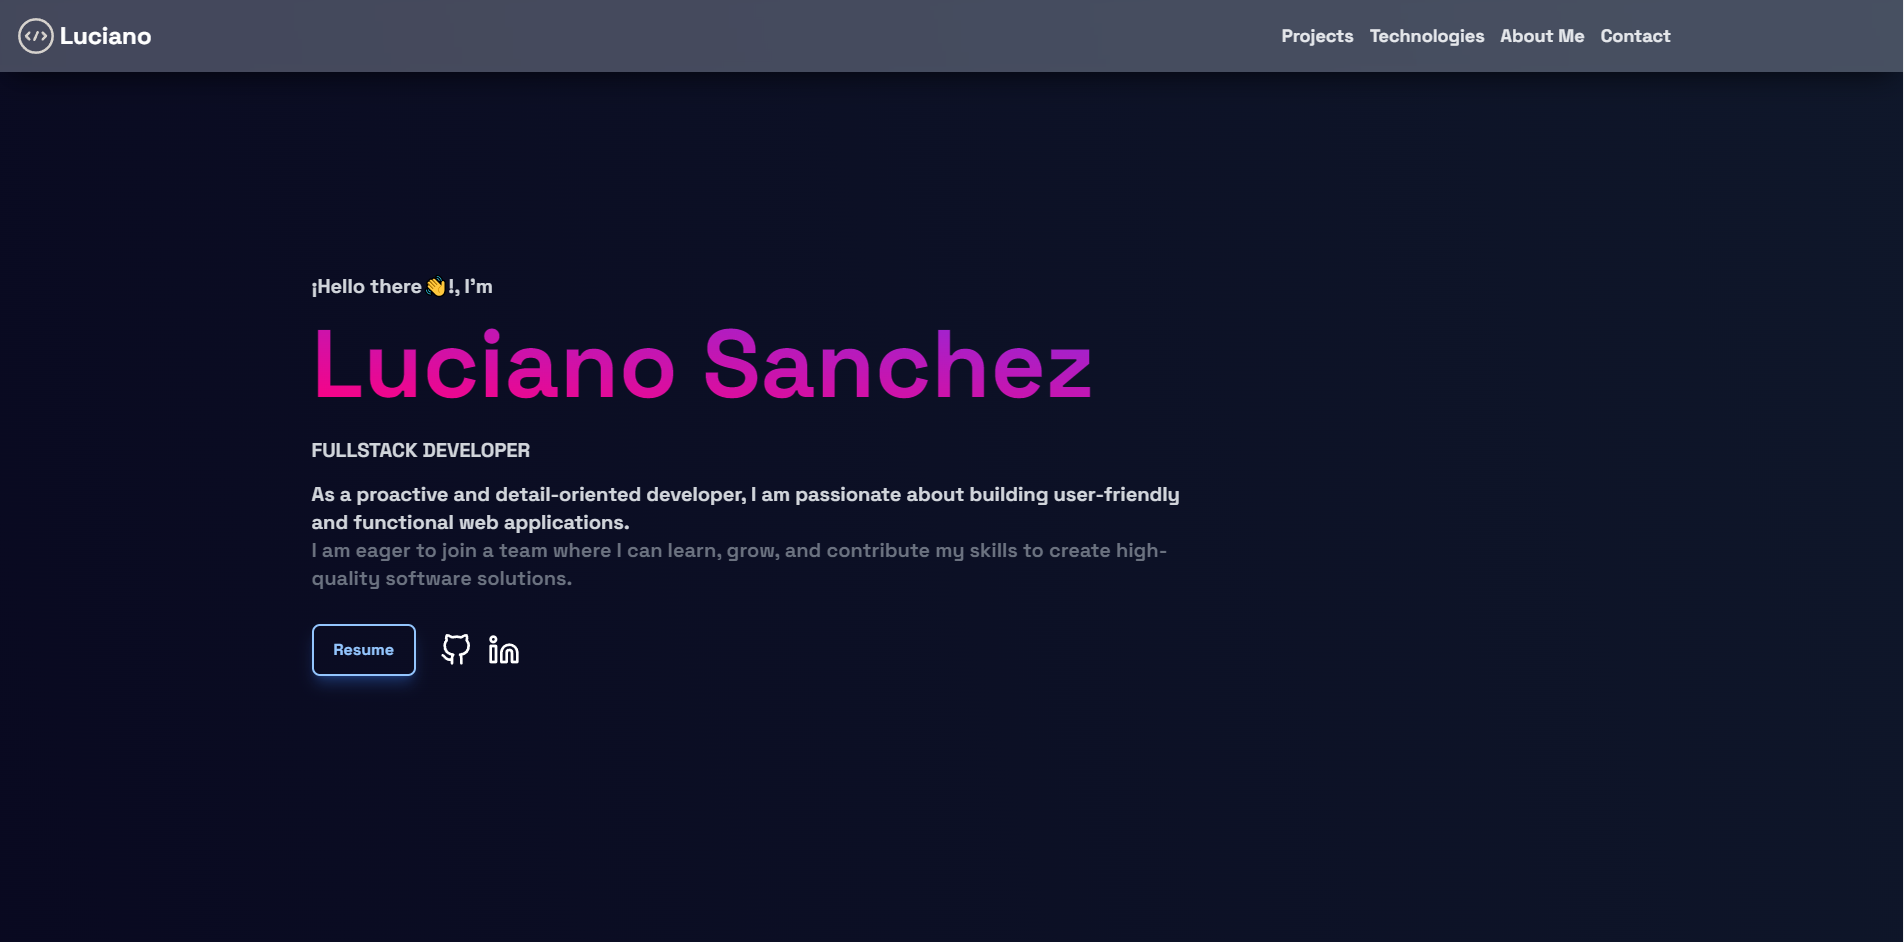 Luciano
Projects Technologies About Me Contact
¡Hello there 👋!, I'm
Luciano Sanchez
FULLSTACK DEVELOPER
As a proactive and detail-oriented developer, I am passionate about building user-friendly
and functional web applications.
I am eager to join a team where I can learn, grow, and contribute my skills to create high-
quality software solutions.
Resume